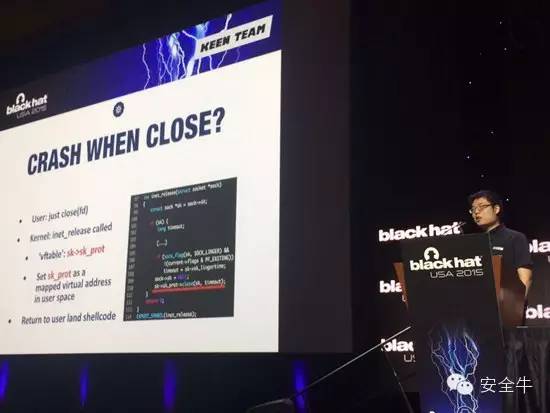 KEEN TEAM
black hat
USA 2015
CRASH WHEN CLOSE?
• User: just close(fd)
• Kernel: inet_release called
• 'vftable': sk->sk_prot
• Set sk_prot as a
mapped virtual address
in user space
• Return to user land shellcode
int inet_release(struct socket *sock)
{
struct sock *sk = sock->sk;
if (sk) {
long timeout;
[...]
if (sock_flag(sk, SOCK_LINGER) &&
!(current->flags & PF_EXITING))
timeout = sk->sk_lingertime;
sock->sk = NULL;
sk->sk_prot->close(sk, timeout);
}
return 0;
}
EXPORT_SYMBOL(inet_release);
black hat
USA 2015
black hat
USA 2015
black hat
安全牛